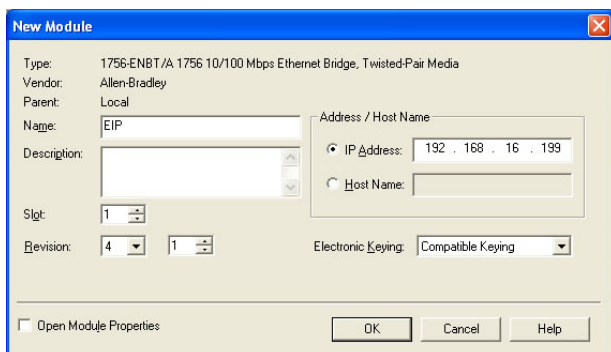 New Module
Type: 1756-ENBT/A 1756 10/100 Mbps Ethernet Bridge, Twisted-Pair Media
Vendor: Allen-Bradley
Parent: Local
Name: EIP
Description:
Address / Host Name
IP Address: 192 . 168 . 16 . 199
Host Name:
Slot: 1
Revision: 4 1
Electronic Keying: Compatible Keying
Open Module Properties
OK Cancel Help